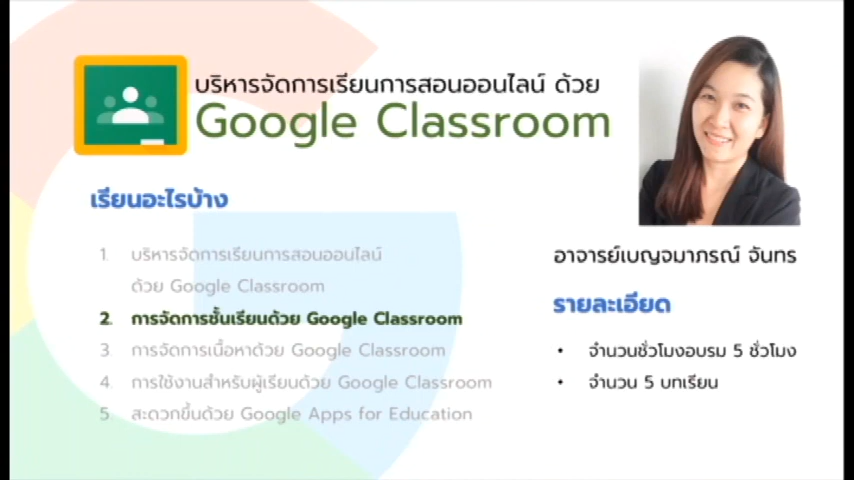 บริหารจัดการเรียนการสอนออนไลน์ ด้วย
Google Classroom
เรียนอะไรบ้าง
1. บริหารจัดการเรียนการสอนออนไลน์
ด้วย Google Classroom
2. การจัดการชั้นเรียนด้วย Google Classroom
3. การจัดการเนื้อหาด้วย Google Classroom
4. การใช้งานสำหรับผู้เรียนด้วย Google Classroom
5. สะดวกขึ้นด้วย Google Apps for Education
อาจารย์เบญจมาภรณ์ จันทร
รายละเอียด
• จำนวนชั่วโมงอบรม 5 ชั่วโมง
• จำนวน 5 บทเรียน